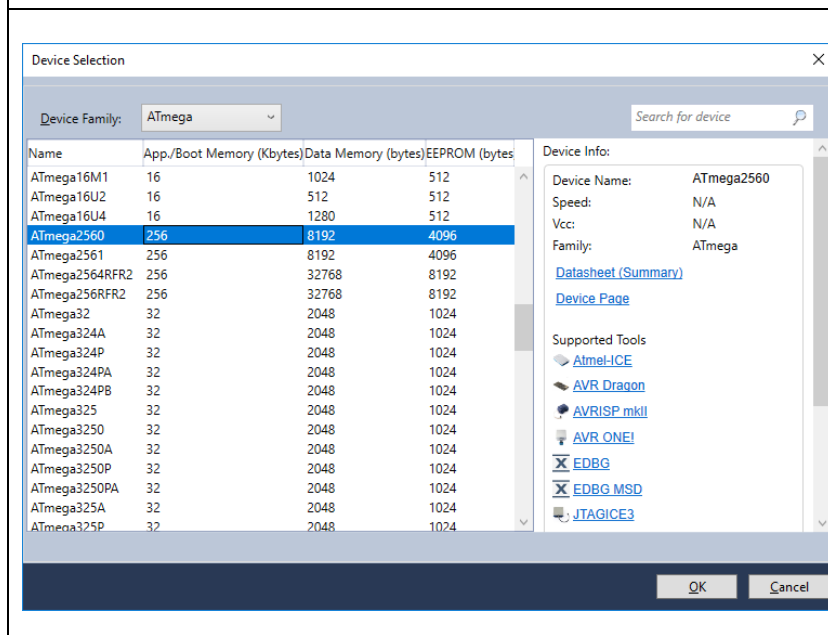 Device Selection
Device Family: ATmega Search for device
Name App./Boot Memory (Kbytes) Data Memory (bytes) EEPROM (bytes
ATmega16M1 16 1024 512
ATmega16U2 16 512 512
ATmega16U4 16 1280 512
ATmega2560 256 8192 4096
ATmega2561 256 8192 4096
ATmega2564RFR2 256 32768 8192
ATmega256RFR2 256 32768 8192
ATmega32 32 2048 1024
ATmega324A 32 2048 1024
ATmega324P 32 2048 1024
ATmega324PA 32 2048 1024
ATmega324PB 32 2048 1024
ATmega325 32 2048 1024
ATmega3250 32 2048 1024
ATmega3250A 32 2048 1024
ATmega3250P 32 2048 1024
ATmega3250PA 32 2048 1024
ATmega325A 32 2048 1024
ATmega325P 32 2048 1024
Device Info:
Device Name: ATmega2560
Speed: N/A
Vcc: N/A
Family: ATmega
Datasheet (Summary)
Device Page
Supported Tools
Atmel-ICE
AVR Dragon
AVRISP mkII
AVR ONE!
EDBG
EDBG MSD
JTAGICE3
OK Cancel